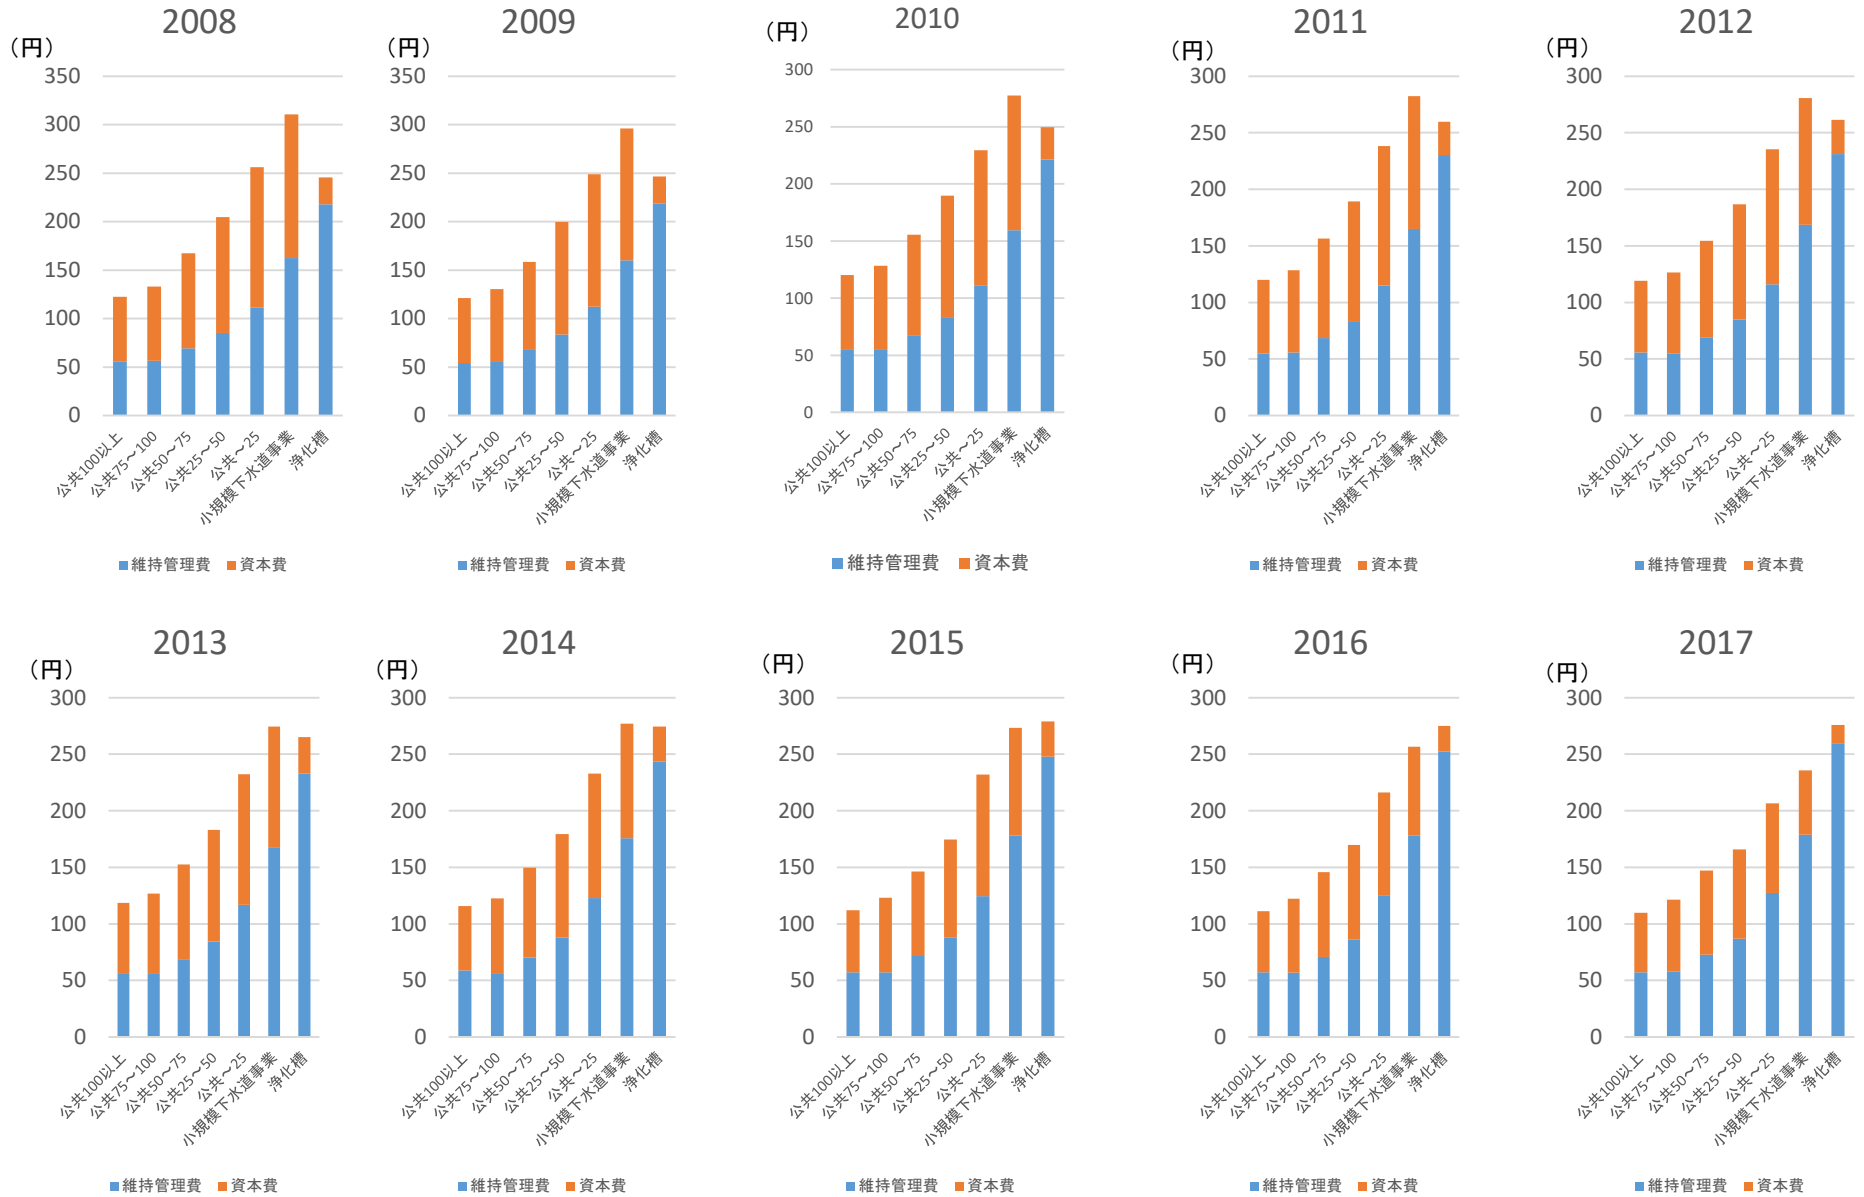 2008
（円）
350
300
250
200
150
100
50
0
公共100以上
公共75～100
公共50～75
公共25～50
公共～25
小規模下水道事業
浄化槽
維持管理費 資本費
2009
（円）
350
300
250
200
150
100
50
0
公共100以上
公共75～100
公共50～75
公共25～50
公共～25
小規模下水道事業
浄化槽
維持管理費 資本費
2010
（円）
300
250
200
150
100
50
0
公共100以上
公共75～100
公共50～75
公共25～50
公共～25
小規模下水道事業
浄化槽
維持管理費 資本費
2011
（円）
300
250
200
150
100
50
0
公共100以上
公共75～100
公共50～75
公共25～50
公共～25
小規模下水道事業
浄化槽
維持管理費 資本費
2012
（円）
300
250
200
150
100
50
0
公共100以上
公共75～100
公共50～75
公共25～50
公共～25
小規模下水道事業
浄化槽
維持管理費 資本費
2013
（円）
300
250
200
150
100
50
0
公共100以上
公共75～100
公共50～75
公共25～50
公共～25
小規模下水道事業
浄化槽
維持管理費 資本費
2014
（円）
300
250
200
150
100
50
0
公共100以上
公共75～100
公共50～75
公共25～50
公共～25
小規模下水道事業
浄化槽
維持管理費 資本費
2015
（円）
300
250
200
150
100
50
0
公共100以上
公共75～100
公共50～75
公共25～50
公共～25
小規模下水道事業
浄化槽
維持管理費 資本費
2016
（円）
300
250
200
150
100
50
0
公共100以上
公共75～100
公共50～75
公共25～50
公共～25
小規模下水道事業
浄化槽
維持管理費 資本費
2017
（円）
300
250
200
150
100
50
0
公共100以上
公共75～100
公共50～75
公共25～50
公共～25
小規模下水道事業
浄化槽
維持管理費 資本費